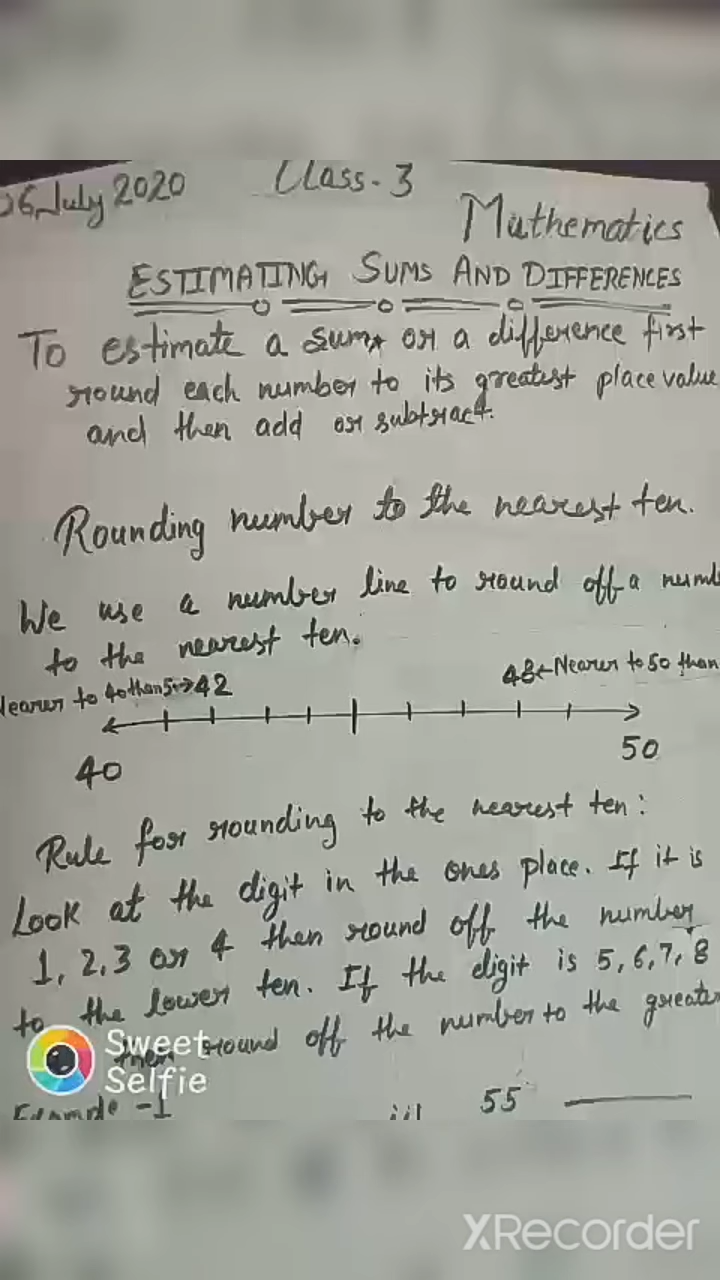 06 July 2020 Class-3
Mathematics
ESTIMATING SUMS AND DIFFERENCES
To estimate a sum or a difference first
round each number to its greatest place value
and then add or subtract.
Rounding number to the nearest ten.
We use a number line to round off a numb
to the nearest ten.
Nearer to 40 than 50→42 48←Nearer to 50 than
40 50
Rule for rounding to the nearest ten:
Look at the digit in the ones place. If it is
1, 2, 3 or 4 then round off the number
to the lower ten. If the digit is 5, 6, 7, 8
then round off the number to the greater
Example -1 iii 55
Sweet
Selfie
XRecorder